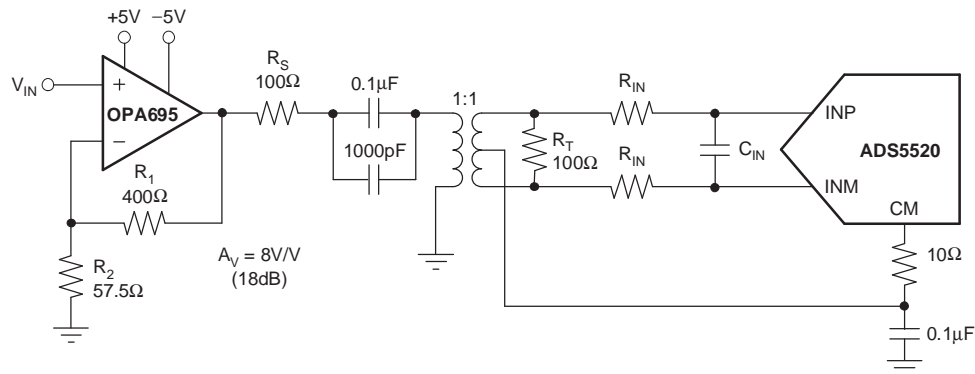 +5V −5V
V_IN
+
OPA695
−
R_S
100Ω
0.1μF
1000pF
1:1
R_T
100Ω
R_IN
R_IN
C_IN
INP
ADS5520
INM
CM
10Ω
0.1μF
R_1
400Ω
A_V = 8V/V
(18dB)
R_2
57.5Ω